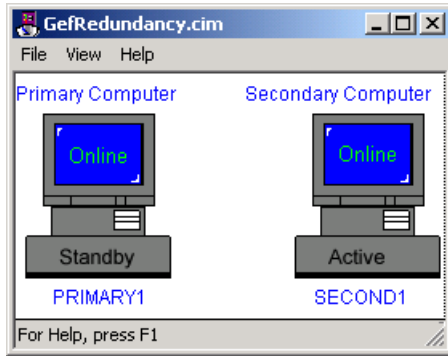 GefRedundancy.cim
File View Help
Primary Computer Secondary Computer
Online Online
Standby Active
PRIMARY1 SECOND1
For Help, press F1